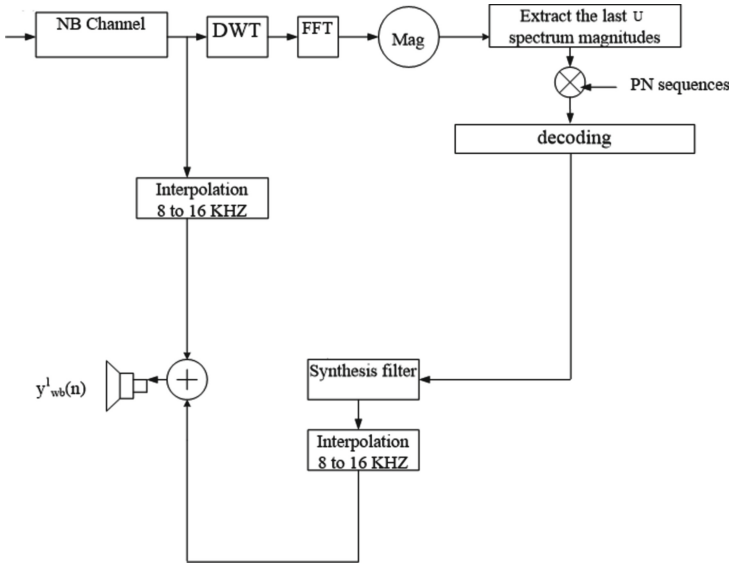 NB Channel
DWT
FFT
Mag
Extract the last U
spectrum magnitudes
PN sequences
decoding
Interpolation
8 to 16 KHZ
Synthesis filter
Interpolation
8 to 16 KHZ
+
y¹wb(n)